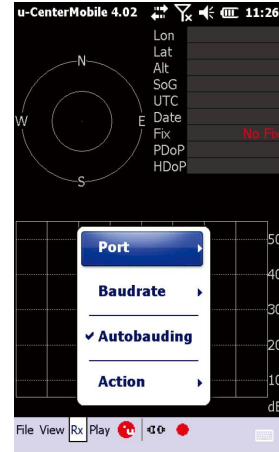 u-CenterMobile 4.02 11:26
Lon
Lat
Alt
SoG
UTC
Date
Fix No Fix
PDoP
HDoP
N
W E
S
Port
Baudrate
Autobauding
Action
50
40
30
20
10
dB
File View Rx Play u